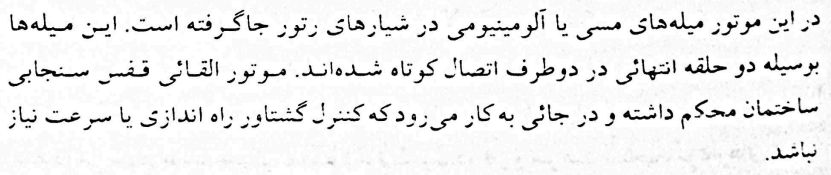 در این موتور میله‌های مسی یا آلومینیومی در شیارهای رتور جاگرفته است. این میله‌ها
بوسیله دو حلقه انتهائی در دوطرف اتصال کوتاه شده‌اند. موتور القائی قفس سنجابی
ساختمان محکم داشته و در جائی به کار می‌رود که کنترل گشتاور راه اندازی یا سرعت نیاز
نباشد.